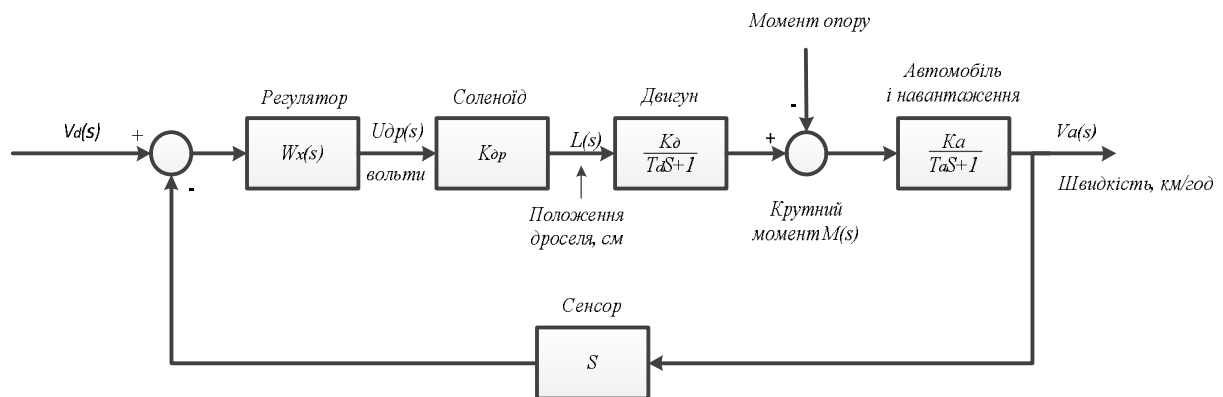 Момент опору
Автомобіль
і навантаження
Регулятор
Соленоїд
Двигун
Vd(s)
+
Wx(s)
Uдр(s)
вольти
Kдр
L(s)
Kд
TdS+1
+
-
Ka
TaS+1
Va(s)
Швидкість, км/год
-
Положення
дроселя, см
Крутний
момент M(s)
Сенсор
S